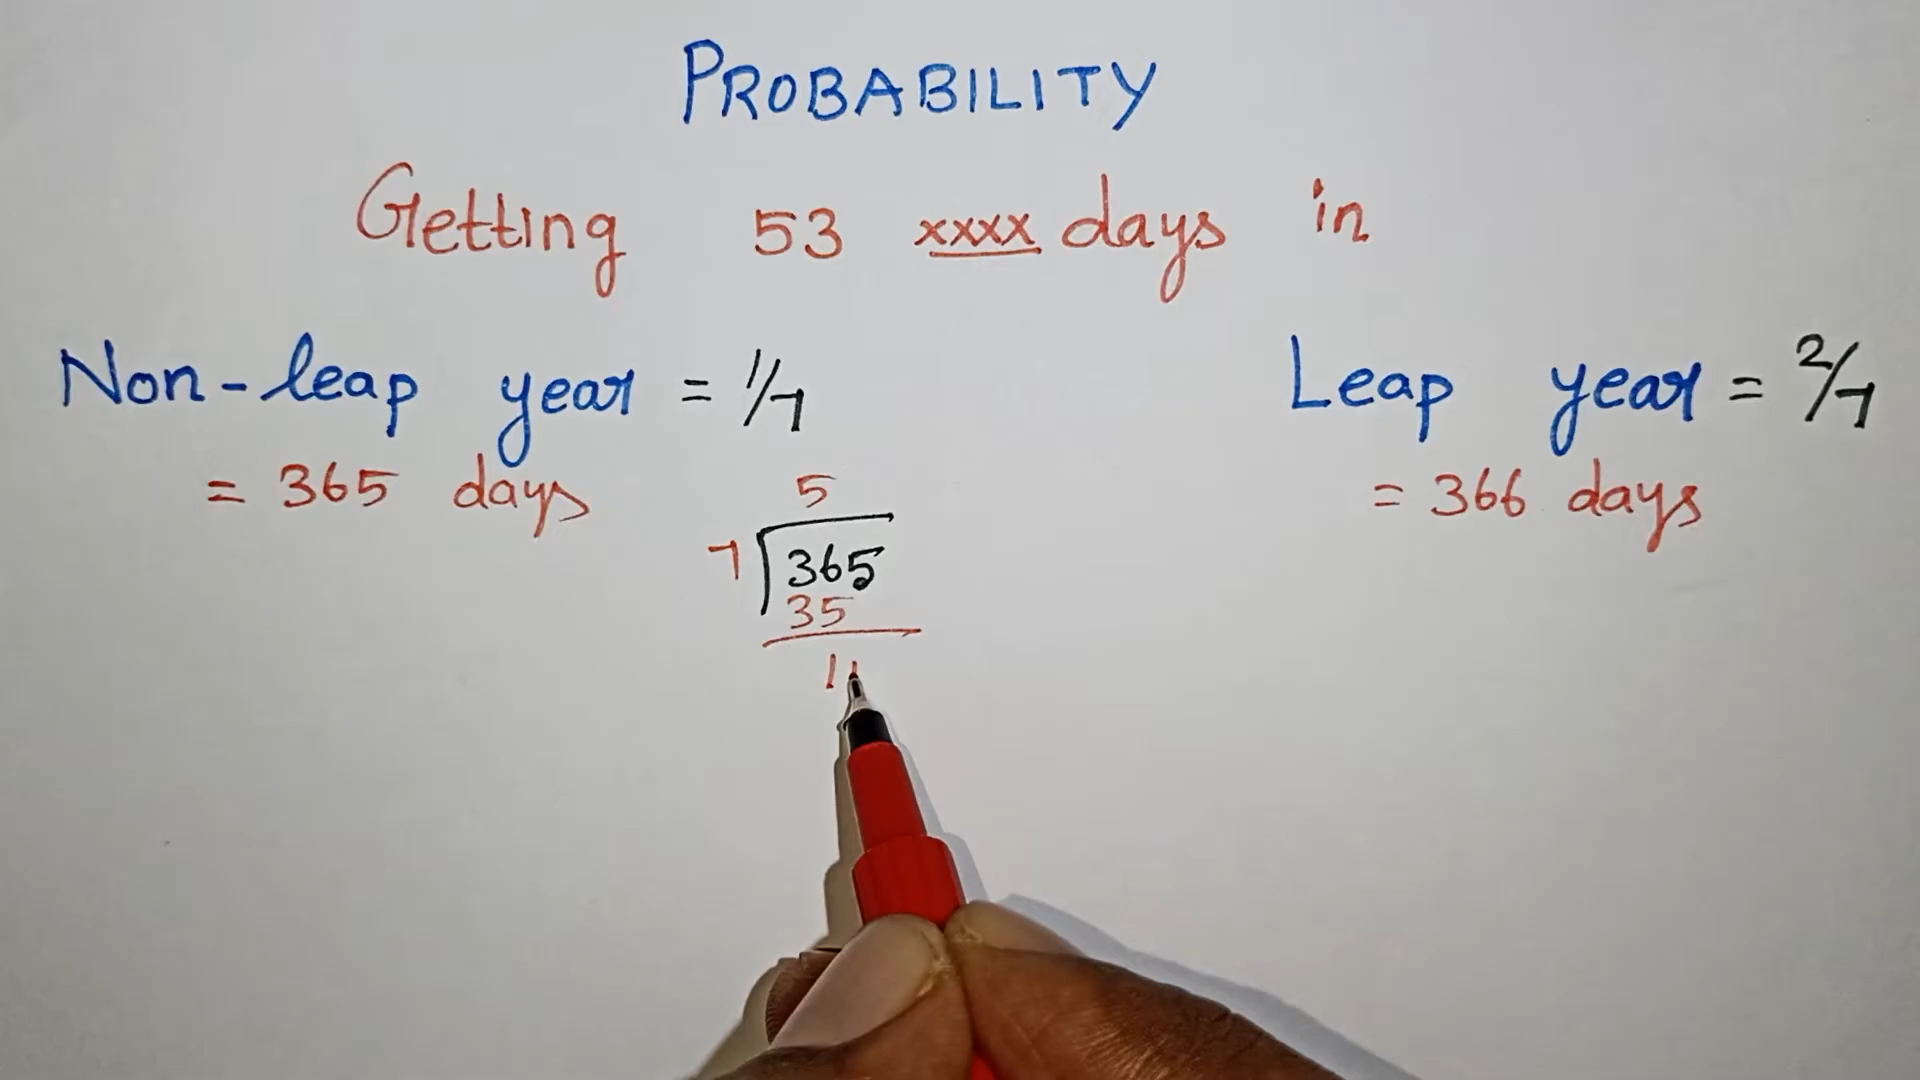 PROBABILITY
Getting 53 xxxx days in
Non-leap year = 1/7
Leap year = 2/7
= 365 days
= 366 days
5
7 365
35
1